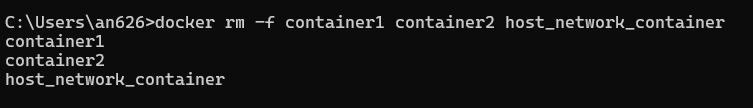 C:\Users\an626>docker rm -f container1 container2 host_network_container
container1
container2
host_network_container